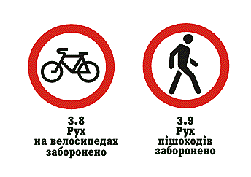 3.8
Рух
на велосипедах
заборонено
3.9
Рух
пішоходів
заборонено